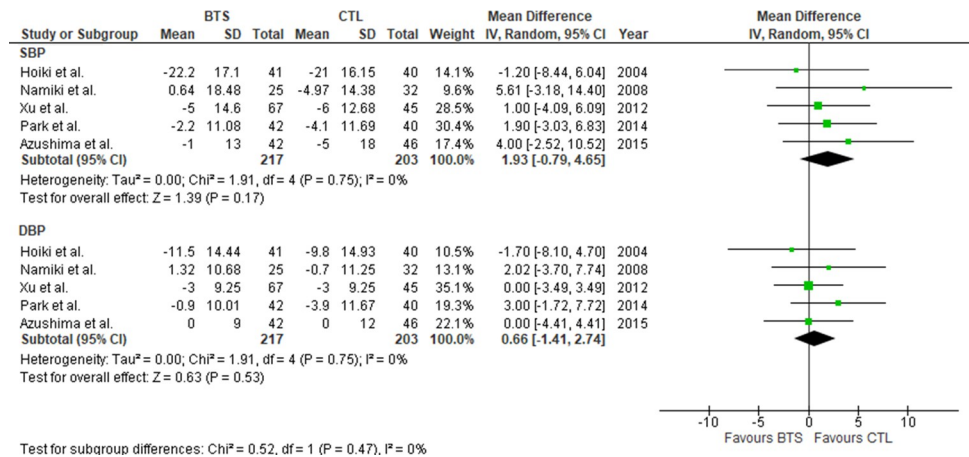 BTS CTL Mean Difference Mean Difference
Study or Subgroup Mean SD Total Mean SD Total Weight IV, Random, 95% CI Year IV, Random, 95% CI
SBP
Hoiki et al. -22.2 17.1 41 -21 16.15 40 14.1% -1.20 [-8.44, 6.04] 2004
Namiki et al. 0.64 18.48 25 -4.97 14.38 32 9.6% 5.61 [-3.18, 14.40] 2008
Xu et al. -5 14.6 67 -6 12.68 45 28.5% 1.00 [-4.09, 6.09] 2012
Park et al. -2.2 11.08 42 -4.1 11.69 40 30.4% 1.90 [-3.03, 6.83] 2014
Azushima et al. -1 13 42 -5 18 46 17.4% 4.00 [-2.52, 10.52] 2015
Subtotal (95% CI) 217 203 100.0% 1.93 [-0.79, 4.65]
Heterogeneity: Tau² = 0.00; Chi² = 1.91, df = 4 (P = 0.75); I² = 0%
Test for overall effect: Z = 1.39 (P = 0.17)
DBP
Hoiki et al. -11.5 14.44 41 -9.8 14.93 40 10.5% -1.70 [-8.10, 4.70] 2004
Namiki et al. 1.32 10.68 25 -0.7 11.25 32 13.1% 2.02 [-3.70, 7.74] 2008
Xu et al. -3 9.25 67 -3 9.25 45 35.1% 0.00 [-3.49, 3.49] 2012
Park et al. -0.9 10.01 42 -3.9 11.67 40 19.3% 3.00 [-1.72, 7.72] 2014
Azushima et al. 0 9 42 0 12 46 22.1% 0.00 [-4.41, 4.41] 2015
Subtotal (95% CI) 217 203 100.0% 0.66 [-1.41, 2.74]
Heterogeneity: Tau² = 0.00; Chi² = 1.91, df = 4 (P = 0.75); I² = 0%
Test for overall effect: Z = 0.63 (P = 0.53)
-10 -5 0 5 10
Favours BTS Favours CTL
Test for subgroup differences: Chi² = 0.52, df = 1 (P = 0.47), I² = 0%